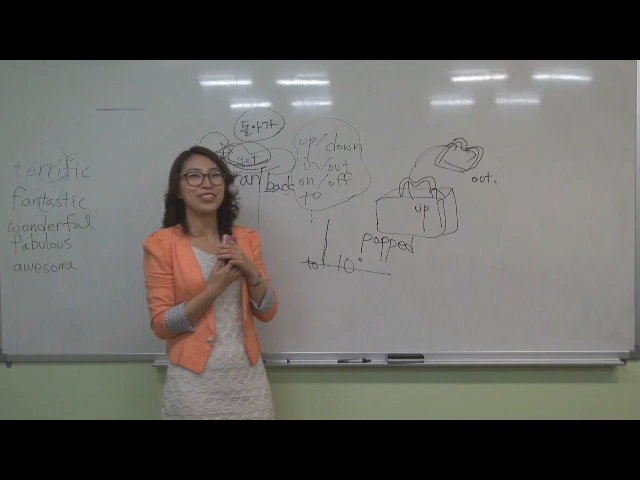 terrific
fantastic
wonderful
fabulous
awesome
돌아가
get
ran back
up/down
in/out
on/off
to
out.
up
popped
to 10°